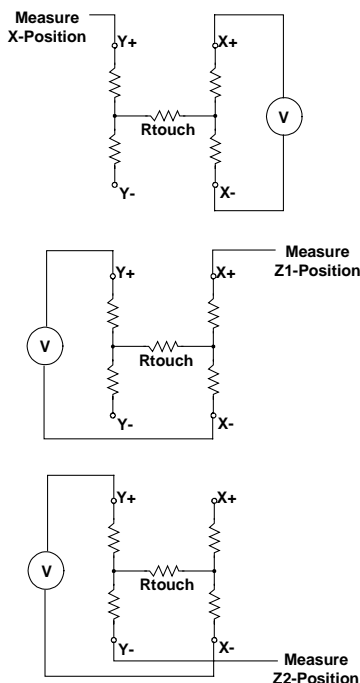 Measure
X-Position
Y+
X+
Rtouch
V
Y-
X-
Measure
Z1-Position
Y+
X+
V
Rtouch
Y-
X-
Y+
X+
V
Rtouch
Y-
X-
Measure
Z2-Position